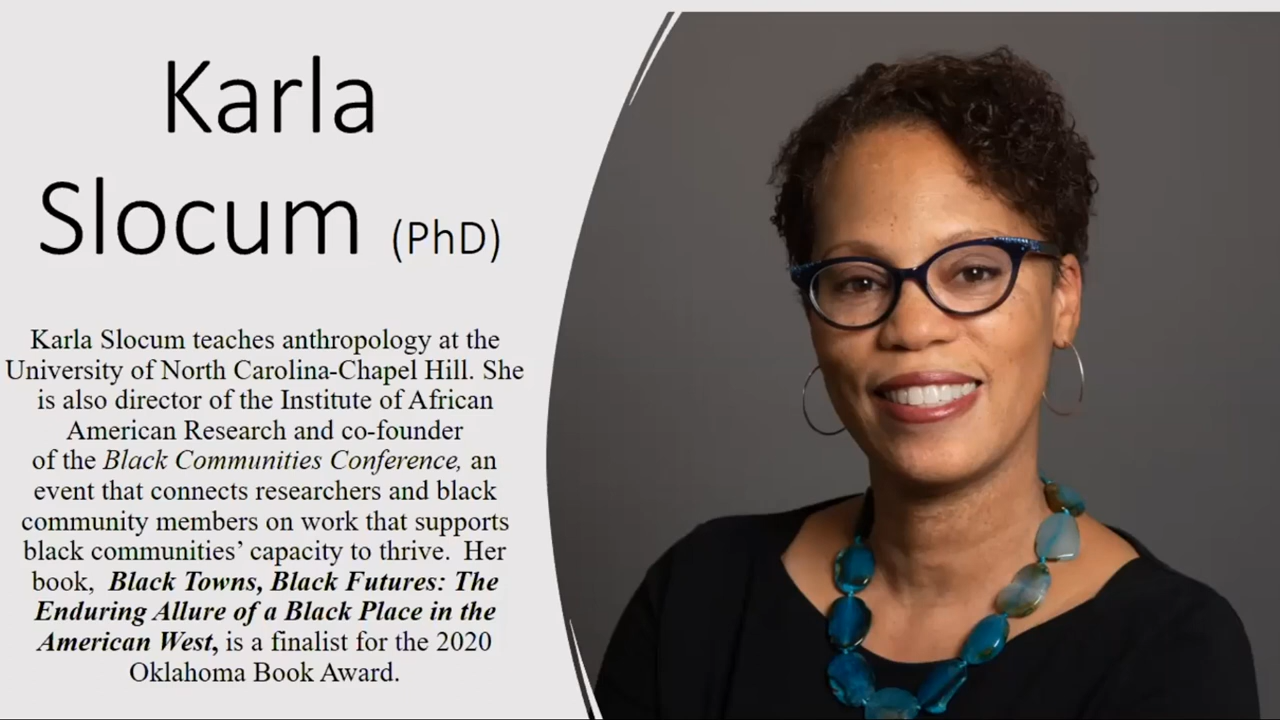 Karla
Slocum (PhD)
Karla Slocum teaches anthropology at the
University of North Carolina-Chapel Hill. She
is also director of the Institute of African
American Research and co-founder
of the Black Communities Conference, an
event that connects researchers and black
community members on work that supports
black communities’ capacity to thrive.  Her
book,  Black Towns, Black Futures: The
Enduring Allure of a Black Place in the
American West, is a finalist for the 2020
Oklahoma Book Award.